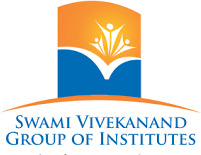 SWAMI VIVEKANAND
GROUP OF INSTITUTES